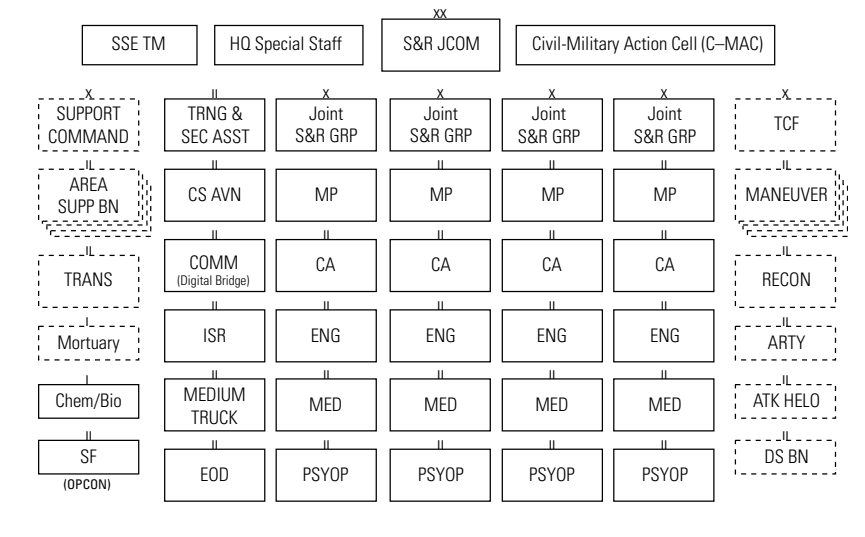 XX
SSE TM HQ Special Staff S&R JCOM Civil-Military Action Cell (C–MAC)
X II X X X X X
SUPPORT
COMMAND
TRNG &
SEC ASST
Joint
S&R GRP
Joint
S&R GRP
Joint
S&R GRP
Joint
S&R GRP
TCF
II II II II II II II
AREA
SUPP BN
CS AVN
MP
MP
MP
MP
MANEUVER
II II II II II II II
TRANS
COMM
(Digital Bridge)
CA
CA
CA
CA
RECON
I II II II II II II
Mortuary
ISR
ENG
ENG
ENG
ENG
ARTY
I II II II II II II
Chem/Bio
MEDIUM
TRUCK
MED
MED
MED
MED
ATK HELO
II II II II II II II
SF
(OPCON)
EOD
PSYOP
PSYOP
PSYOP
PSYOP
DS BN